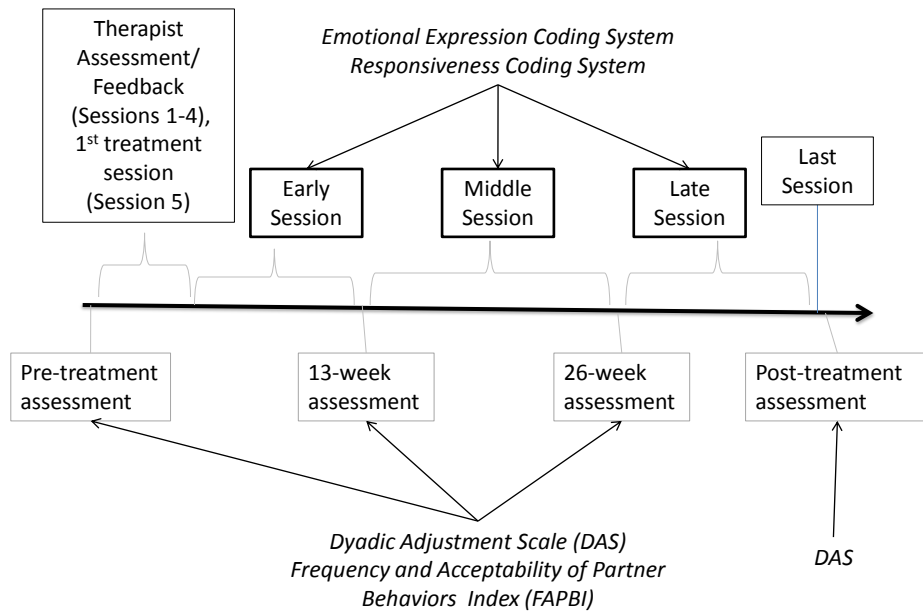 Therapist
Assessment/
Feedback
(Sessions 1-4),
1st treatment
session
(Session 5)
Emotional Expression Coding System
Responsiveness Coding System
Early
Session
Middle
Session
Late
Session
Last
Session
Pre-treatment
assessment
13-week
assessment
26-week
assessment
Post-treatment
assessment
Dyadic Adjustment Scale (DAS)
Frequency and Acceptability of Partner
Behaviors Index (FAPBI)
DAS